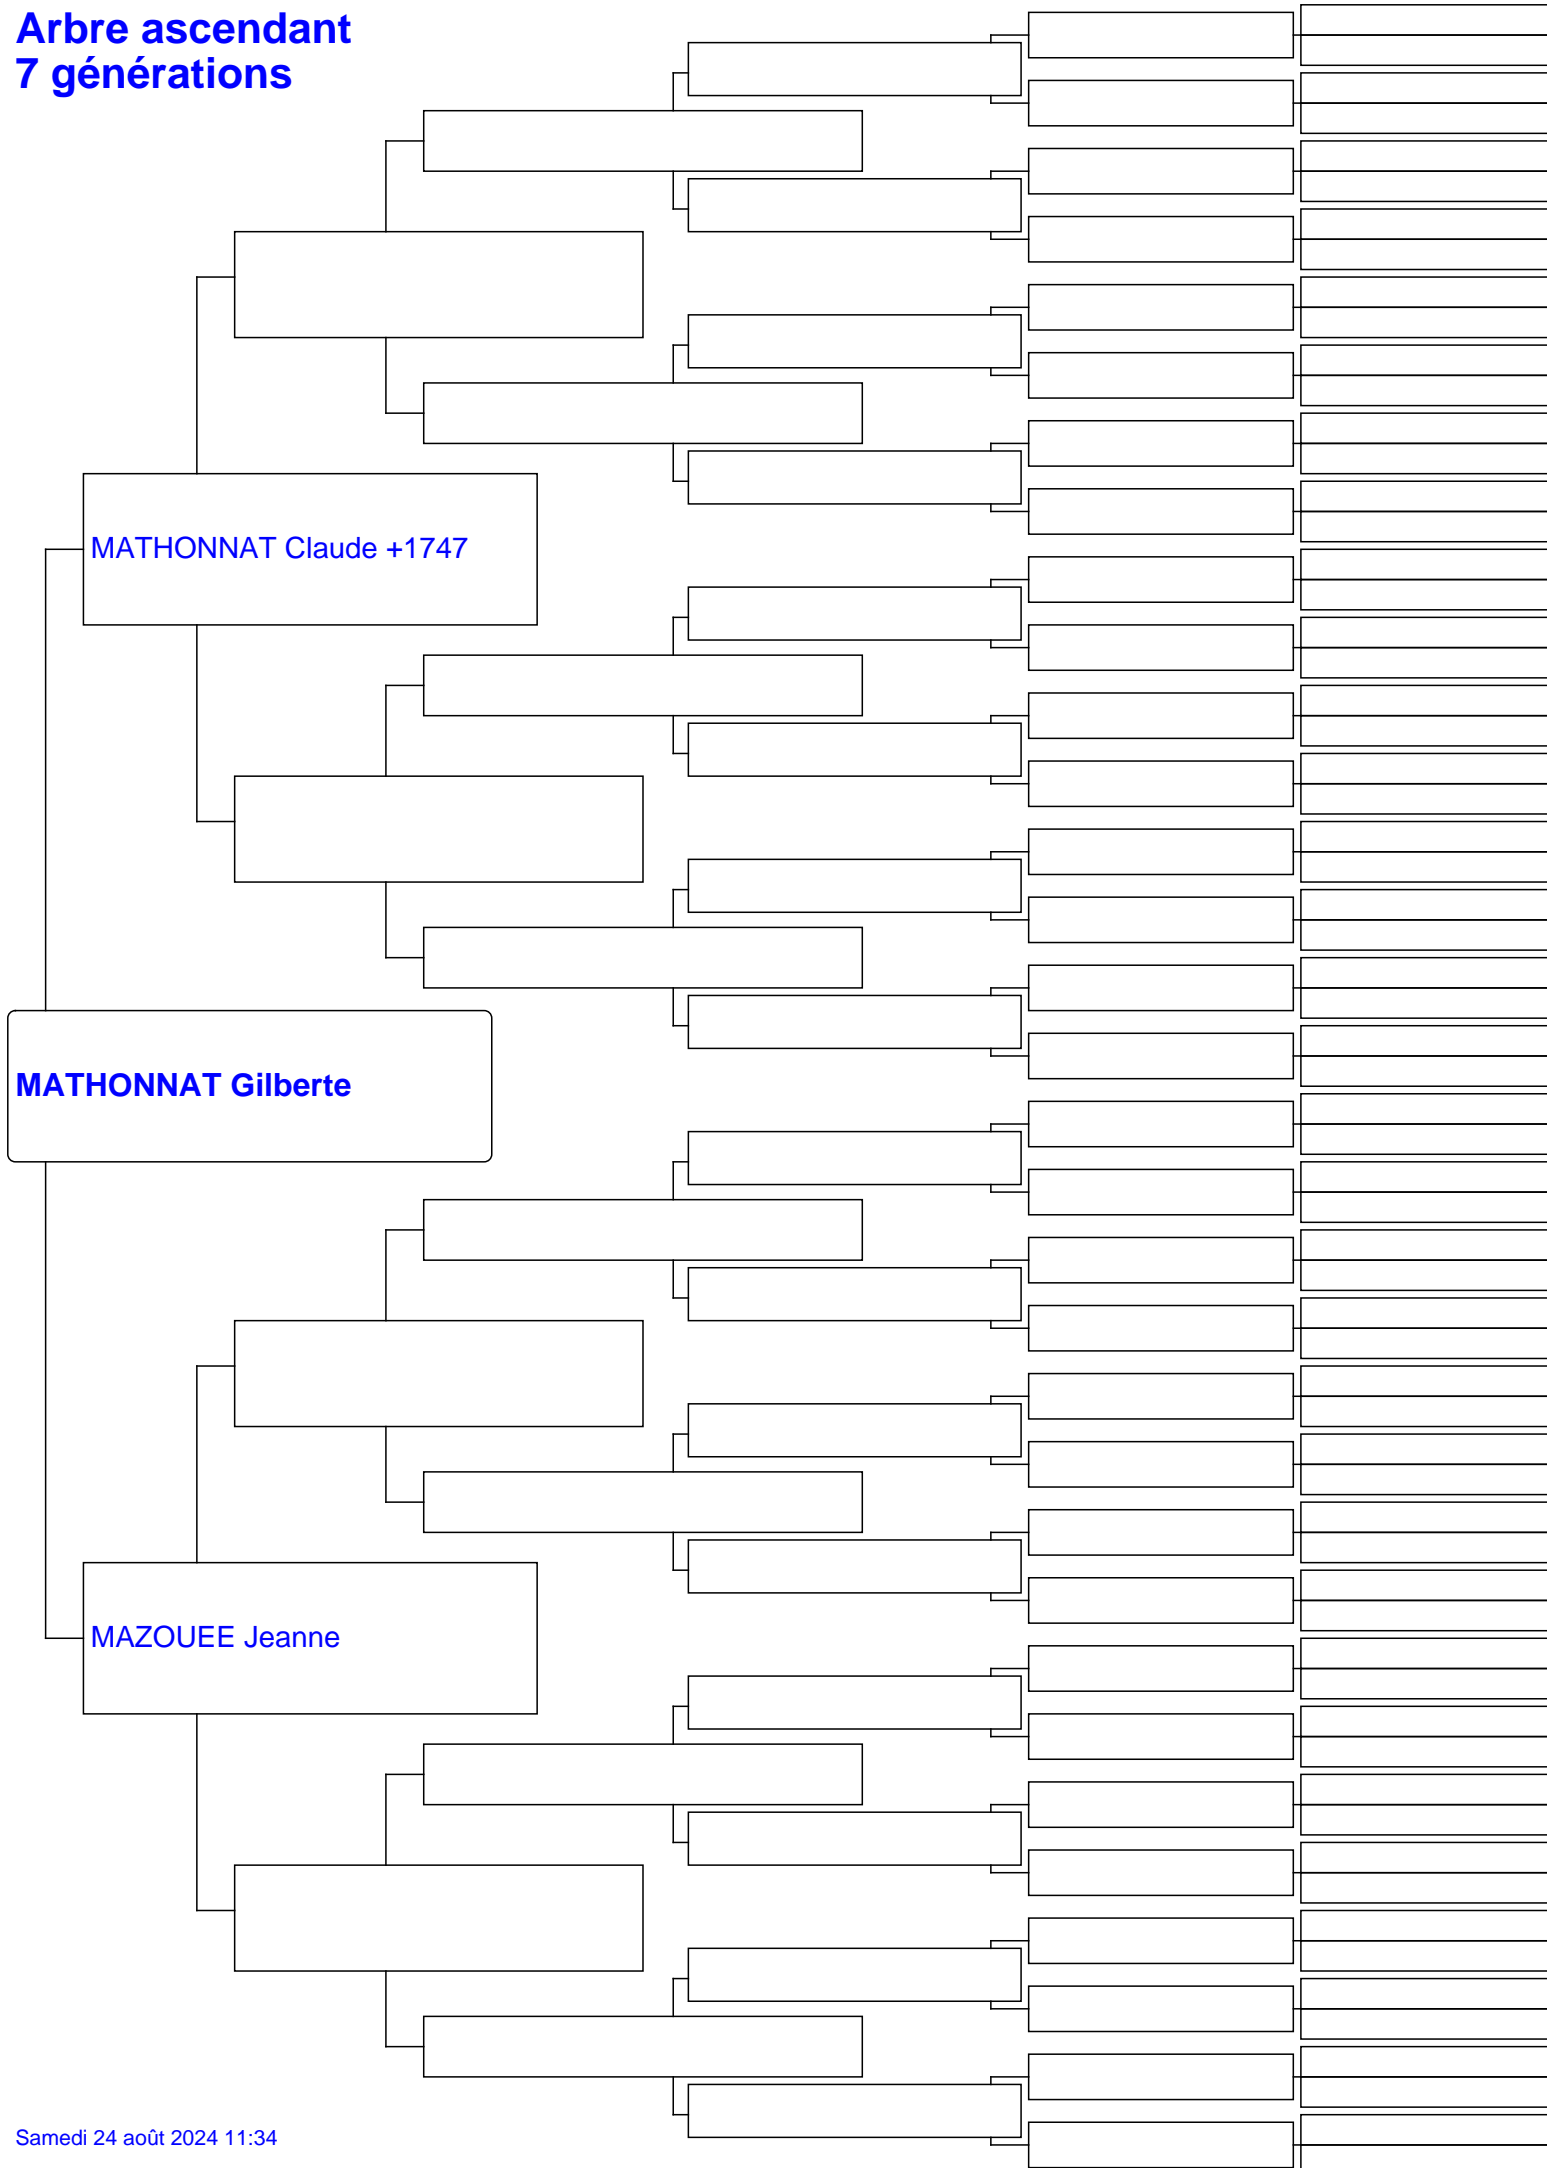 Arbre ascendant
7 générations
MATHONNAT Claude +1747
MATHONNAT Gilberte
MAZOUEE Jeanne
Samedi 24 août 2024 11:34